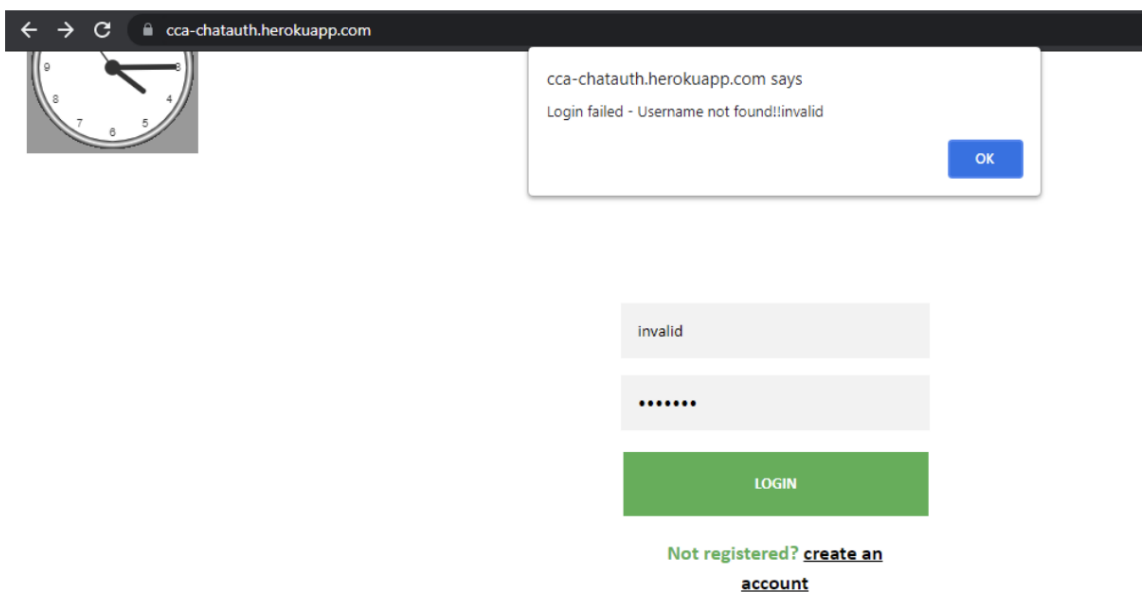 cca-chatauth.herokuapp.com
cca-chatauth.herokuapp.com says
Login failed - Username not found!!invalid
OK
9 3
8 4
7 6 5
invalid
•••••••
LOGIN
Not registered? create an
account